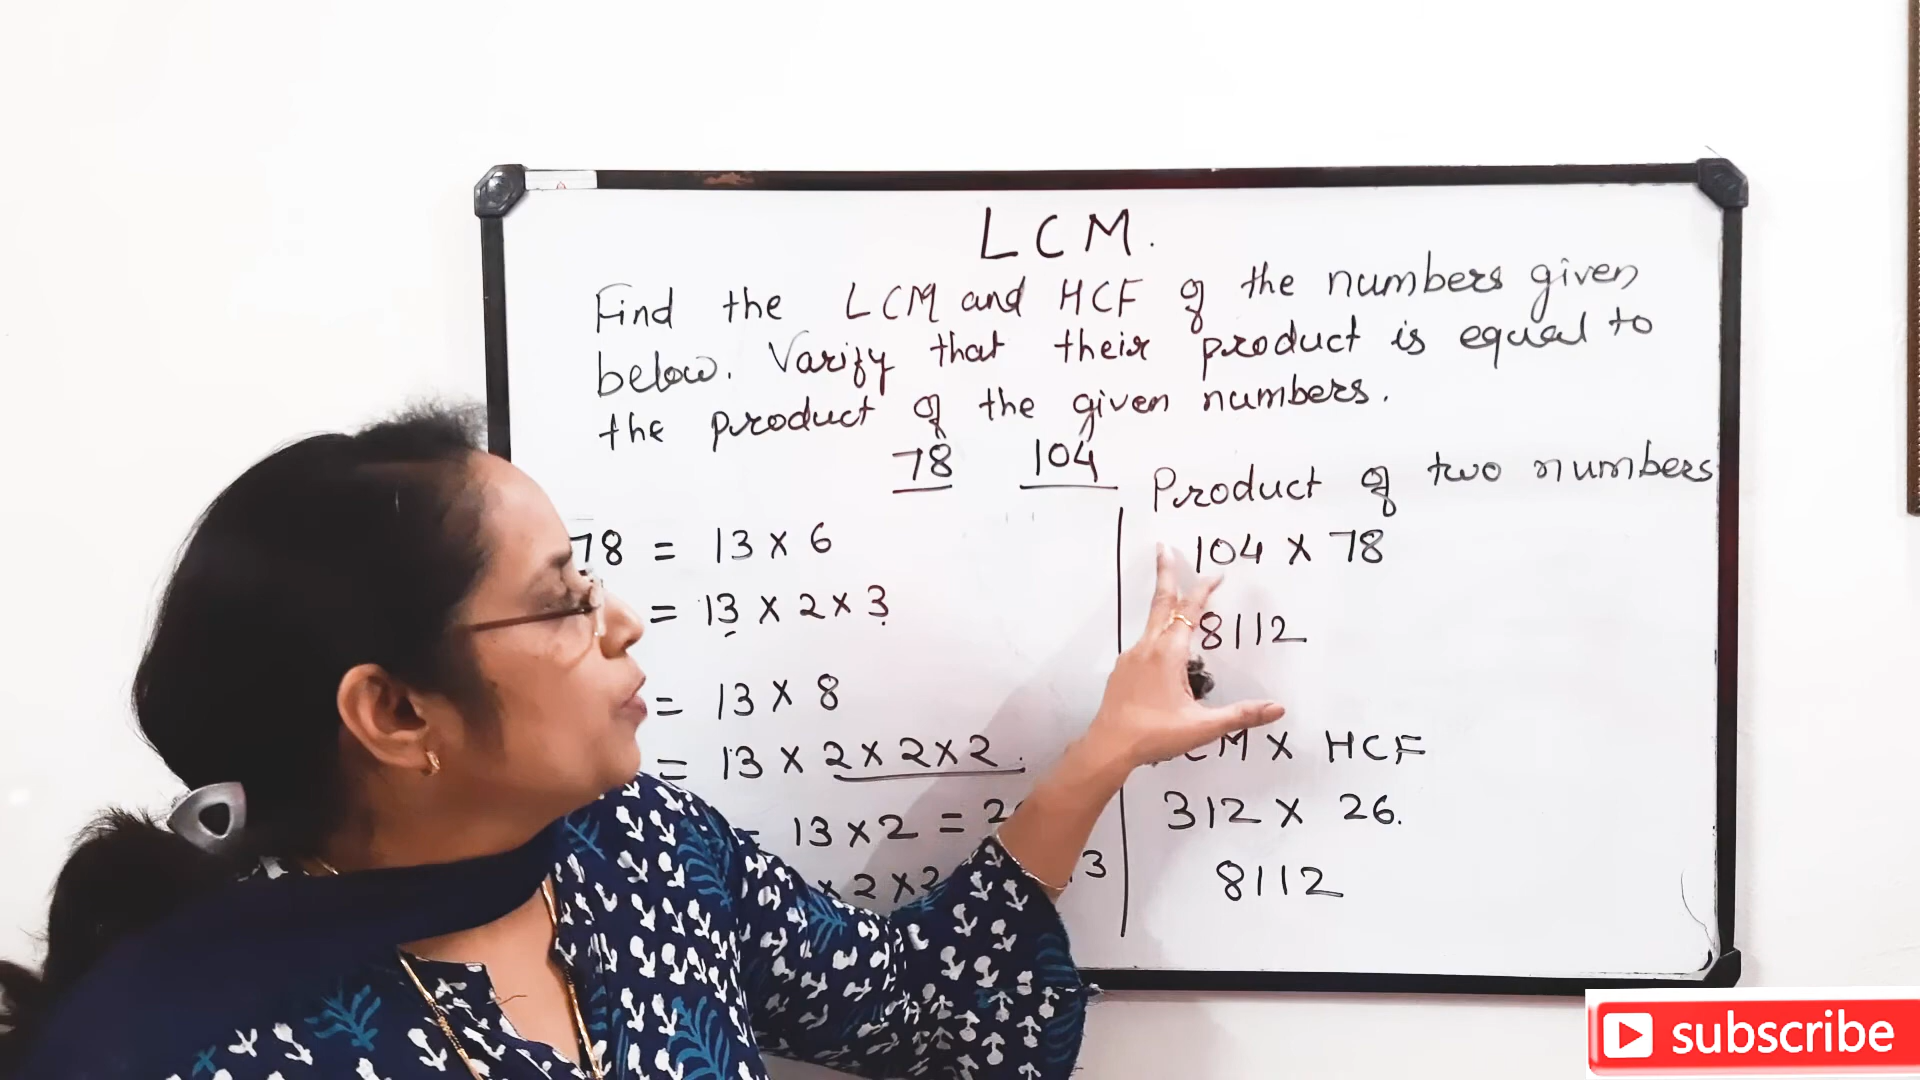 LCM.
Find the LCM and HCF of the numbers given
below. Varify that their product is equal to
the product of the given numbers.
78 104
78 = 13 x 6
= 13 x 2 x 3
= 13 x 8
= 13 x 2 x 2 x 2.
= 13 x 2 = 2
x 2 x 2 .3
Product of two numbers
104 x 78
8112
CM x HCF
312 x 26.
8112
subscribe